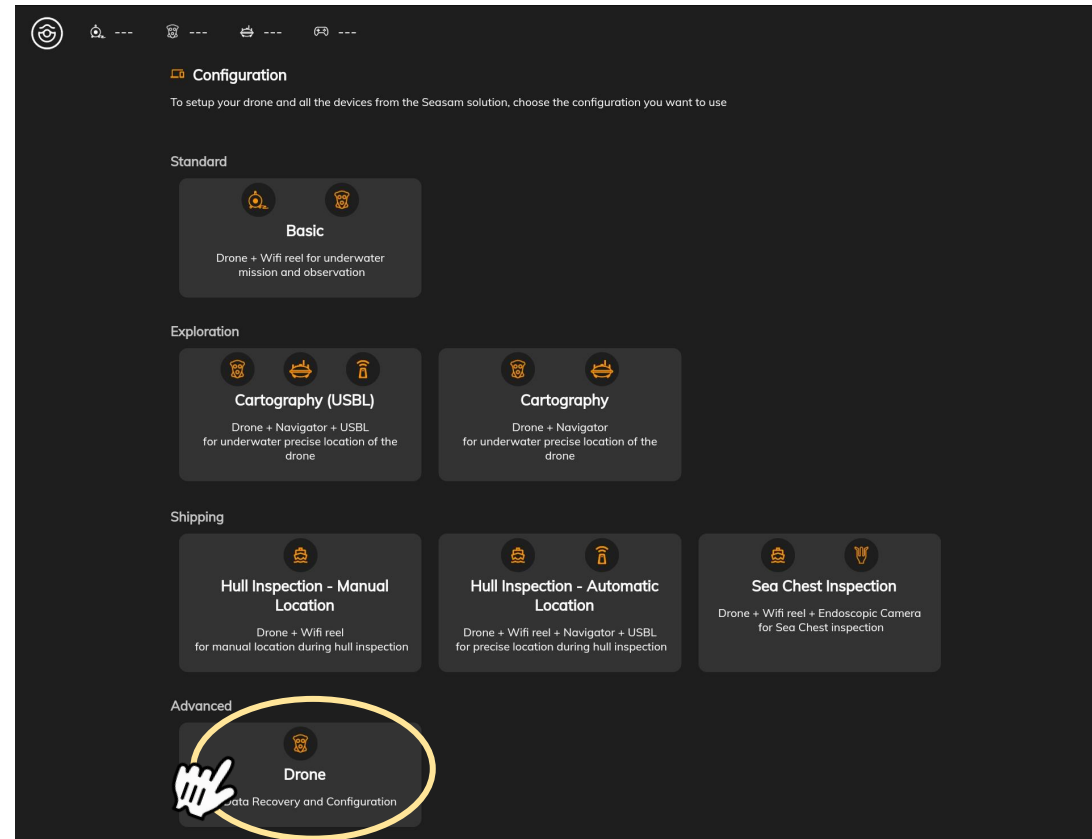 --- --- --- ---
Configuration
To setup your drone and all the devices from the Seasam solution, choose the configuration you want to use
Standard
Basic
Drone + Wifi reel for underwater
mission and observation
Exploration
Cartography (USBL)
Drone + Navigator + USBL
for underwater precise location of the
drone
Cartography
Drone + Navigator
for underwater precise location of the
drone
Shipping
Hull Inspection - Manual
Location
Drone + Wifi reel
for manual location during hull inspection
Hull Inspection - Automatic
Location
Drone + Wifi reel + Navigator + USBL
for precise location during hull inspection
Sea Chest Inspection
Drone + Wifi reel + Endoscopic Camera
for Sea Chest inspection
Advanced
Drone
Data Recovery and Configuration